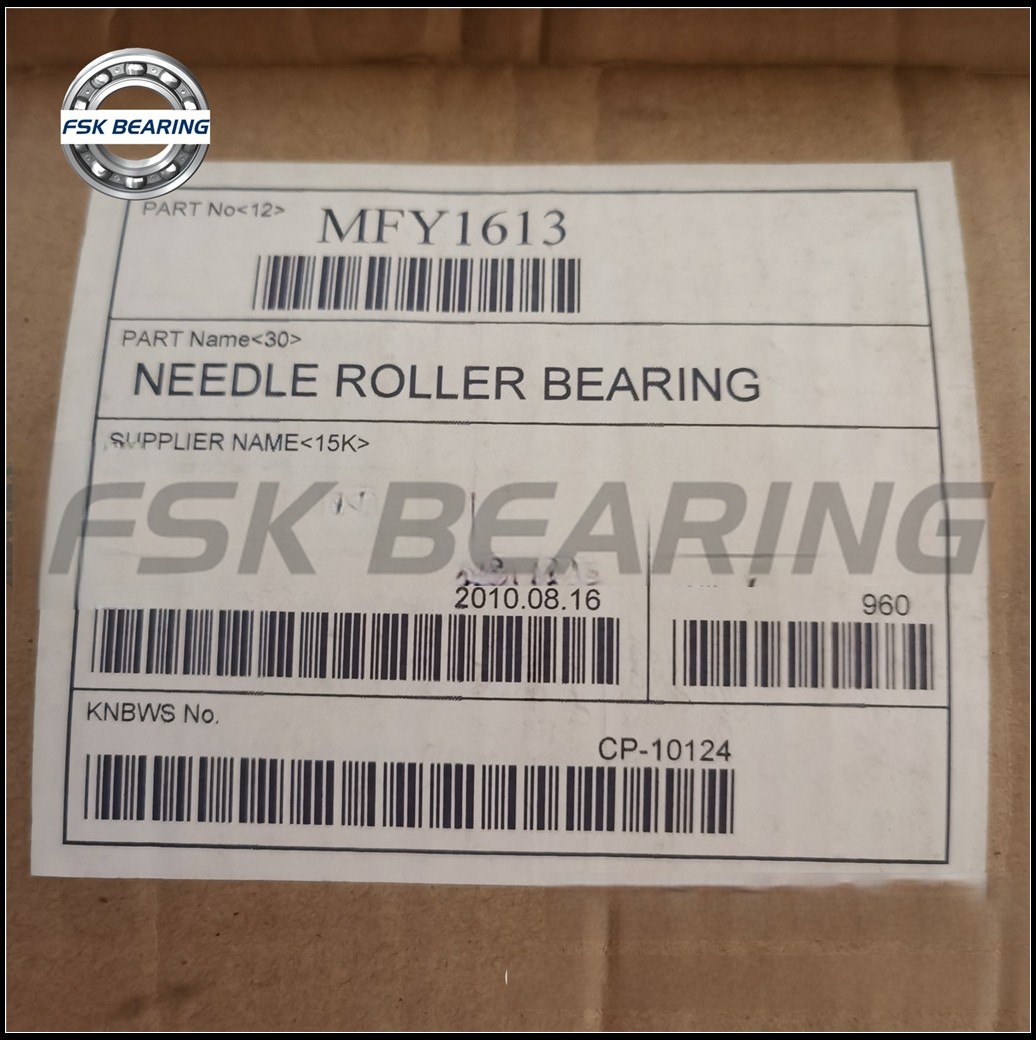 FSK BEARING
PART No<12>
MFY1613
PART Name<30>
NEEDLE ROLLER BEARING
SUPPLIER NAME<15K>
FSK BEARING
2010.08.16
960
KNBWS No.
CP-10124